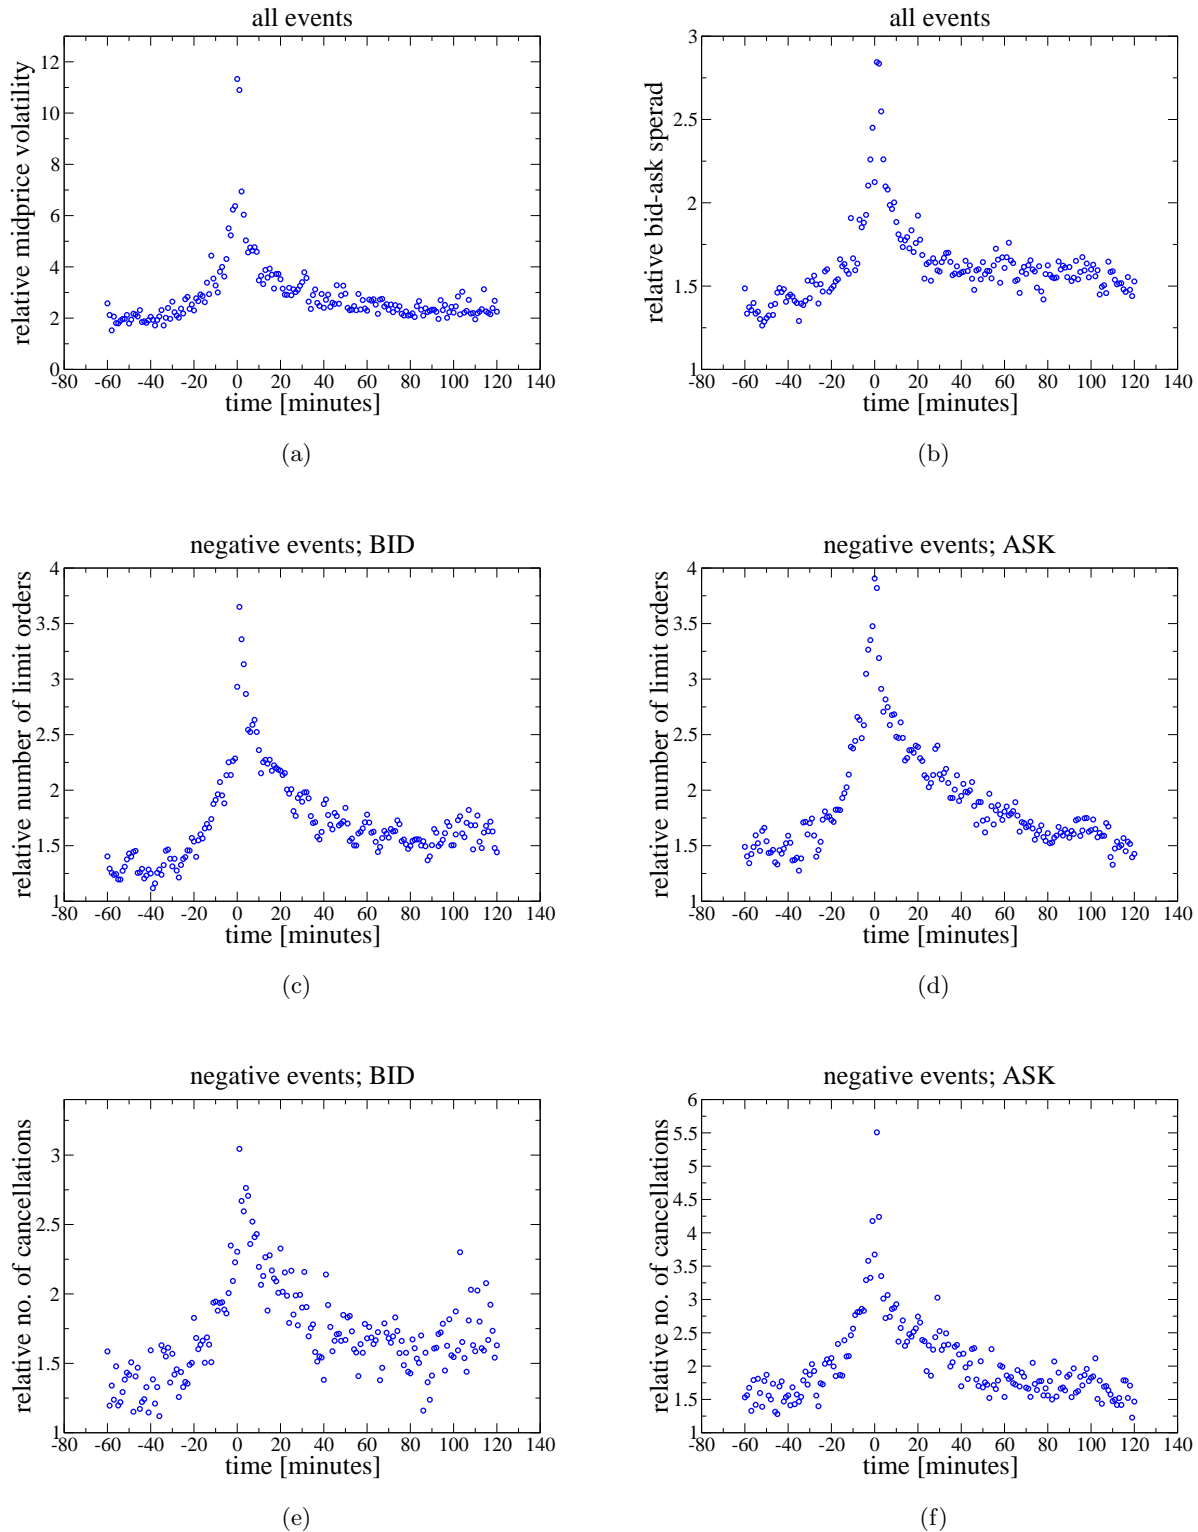 all events
relative midprice volatility
12
10
8
6
4
2
0
-80 -60 -40 -20 0 20 40 60 80 100 120 140
time [minutes]
(a)
all events
relative bid-ask sperad
3
2.5
2
1.5
1
-80 -60 -40 -20 0 20 40 60 80 100 120 140
time [minutes]
(b)
negative events; BID
relative number of limit orders
4
3.5
3
2.5
2
1.5
1
-80 -60 -40 -20 0 20 40 60 80 100 120 140
time [minutes]
(c)
negative events; ASK
relative number of limit orders
4
3.5
3
2.5
2
1.5
1
-80 -60 -40 -20 0 20 40 60 80 100 120 140
time [minutes]
(d)
negative events; BID
relative no. of cancellations
3
2.5
2
1.5
1
-80 -60 -40 -20 0 20 40 60 80 100 120 140
time [minutes]
(e)
negative events; ASK
relative no. of cancellations
6
5.5
5
4.5
4
3.5
3
2.5
2
1.5
1
-80 -60 -40 -20 0 20 40 60 80 100 120 140
time [minutes]
(f)